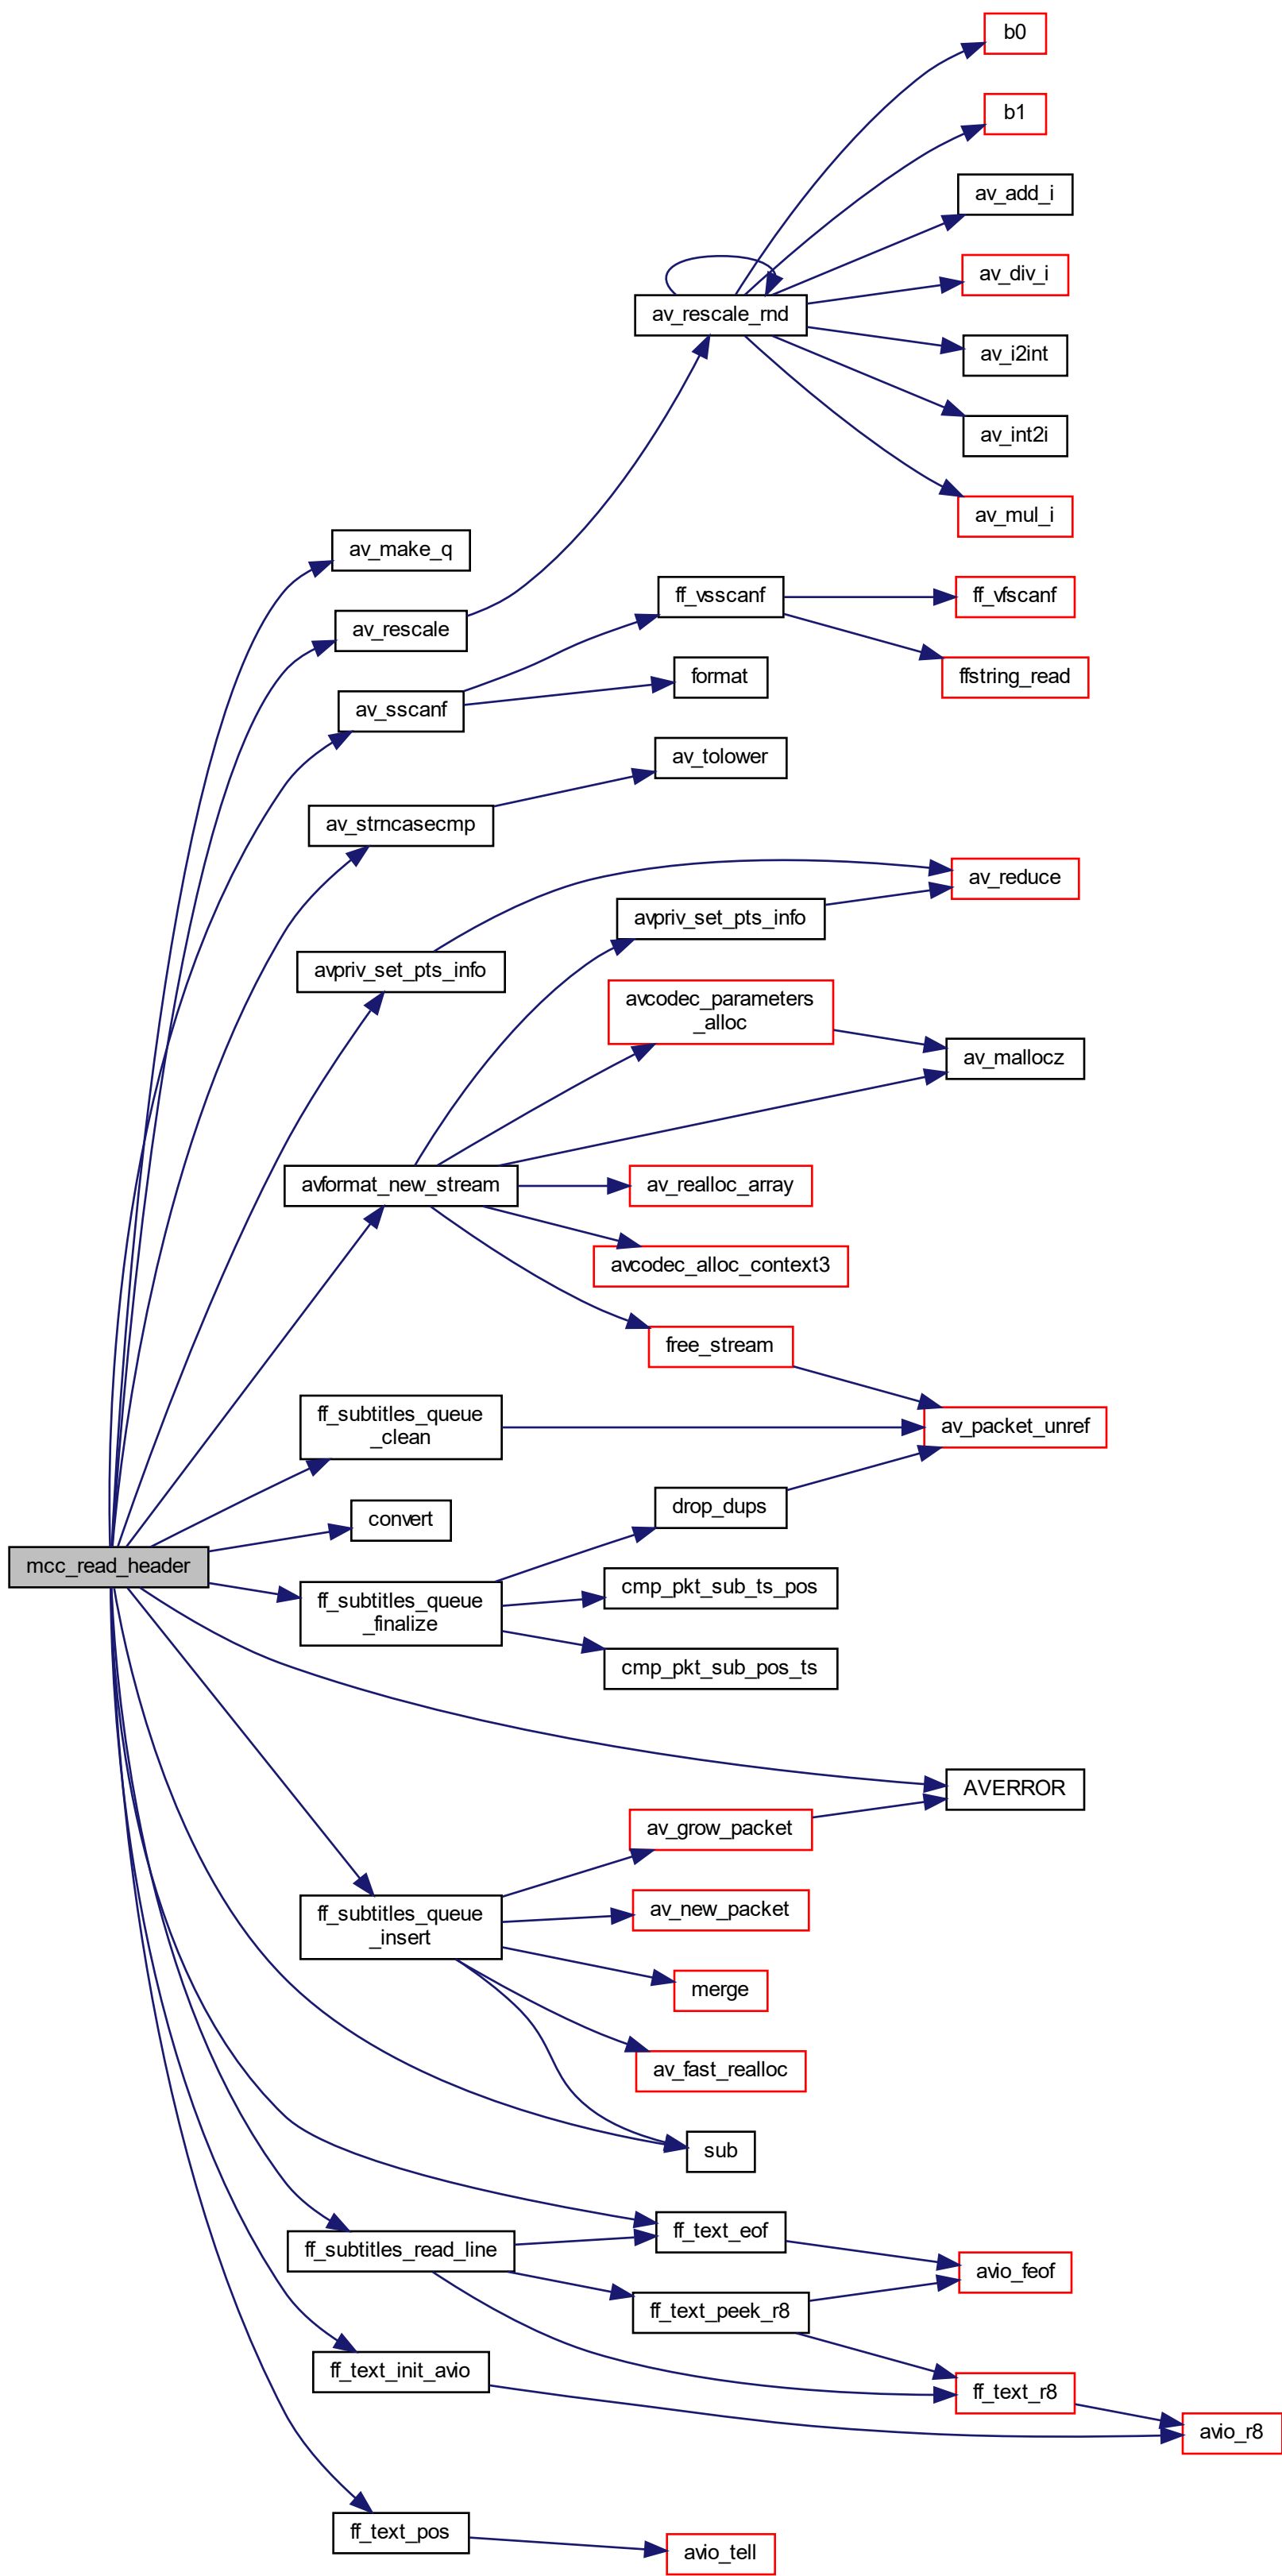 b0
b1
av_add_i
av_div_i
av_rescale_rnd
av_i2int
av_int2i
av_mul_i
av_make_q
ff_vsscanf
ff_vfscanf
av_rescale
format
ffstring_read
av_sscanf
av_tolower
av_strncasecmp
av_reduce
avpriv_set_pts_info
avpriv_set_pts_info
avcodec_parameters
_alloc
av_mallocz
avformat_new_stream
av_realloc_array
avcodec_alloc_context3
free_stream
ff_subtitles_queue
_clean
av_packet_unref
drop_dups
convert
mcc_read_header
cmp_pkt_sub_ts_pos
ff_subtitles_queue
_finalize
cmp_pkt_sub_pos_ts
AVERROR
av_grow_packet
av_new_packet
ff_subtitles_queue
_insert
merge
av_fast_realloc
sub
ff_text_eof
ff_subtitles_read_line
avio_feof
ff_text_peek_r8
ff_text_init_avio
ff_text_r8
avio_r8
ff_text_pos
avio_tell